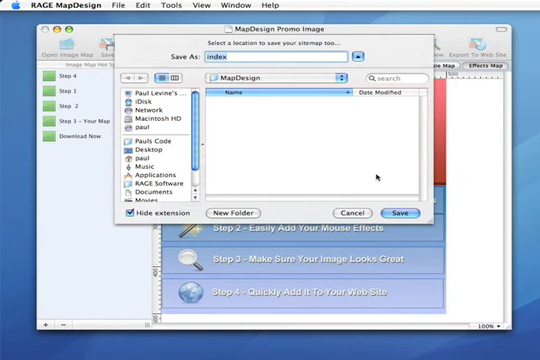 RAGE MapDesign File Edit Tools View Window Help
MapDesign Promo Image
Select a location to save your sitemap too...
Open Image Map
Save As: index
Export To Web Site
Image Map Hot Sp
Map
Effects Map
MapDesign
search
500
Name
Date Modified
Step 4
Step 1
Step 2
Step 3 - Your Map
Download Now
Paul Levine's ...
iDisk
Network
Macintosh HD
paul
Pauls Code
Desktop
paul
Music
Applications
RAGE Software
Documents
Movies
Hide extension
New Folder
Cancel
Save
Step 2 - Easily Add Your Mouse Effects
Step 3 - Make Sure Your Image Looks Great
Step 4 - Quickly Add It To Your Web Site
100%